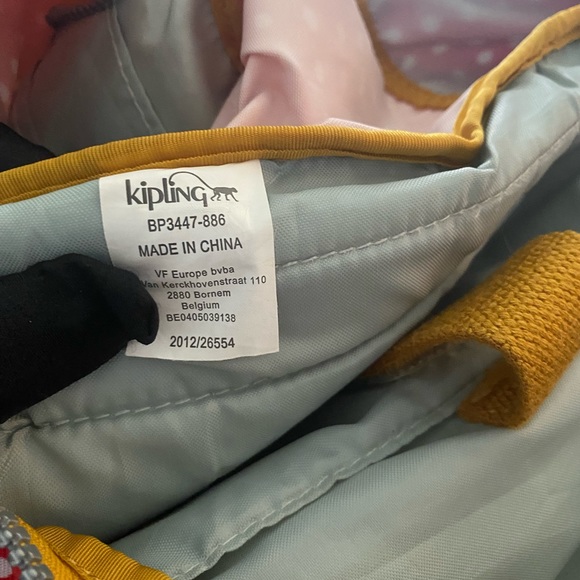 kipling
BP3447-886
MADE IN CHINA
VF Europe bvba
Van Kerckhovenstraat 110
2880 Bornem
Belgium
BE0405039138
2012/26554